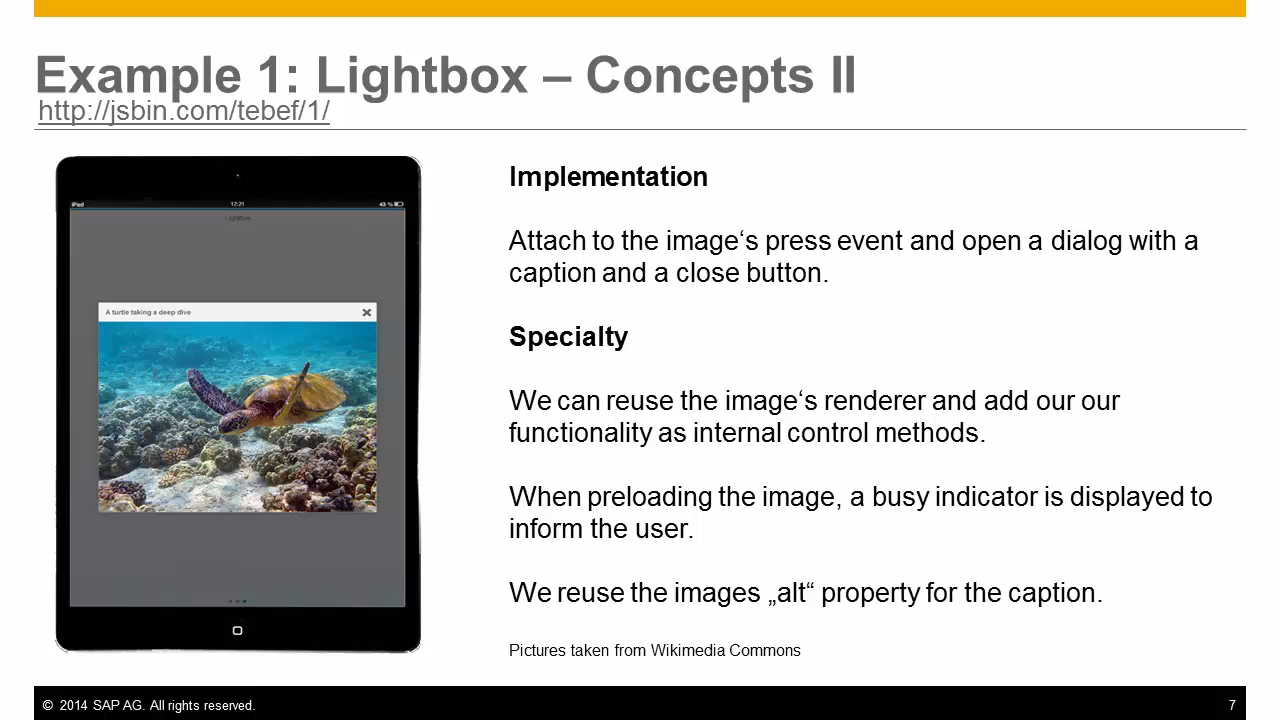 Example 1: Lightbox – Concepts II
http://jsbin.com/tebef/1/
iPad 17:21 43 %
Lightbox
A turtle taking a deep dive
Implementation
Attach to the image‘s press event and open a dialog with a
caption and a close button.
Specialty
We can reuse the image‘s renderer and add our our
functionality as internal control methods.
When preloading the image, a busy indicator is displayed to
inform the user.
We reuse the images „alt“ property for the caption.
Pictures taken from Wikimedia Commons
© 2014 SAP AG. All rights reserved. 7